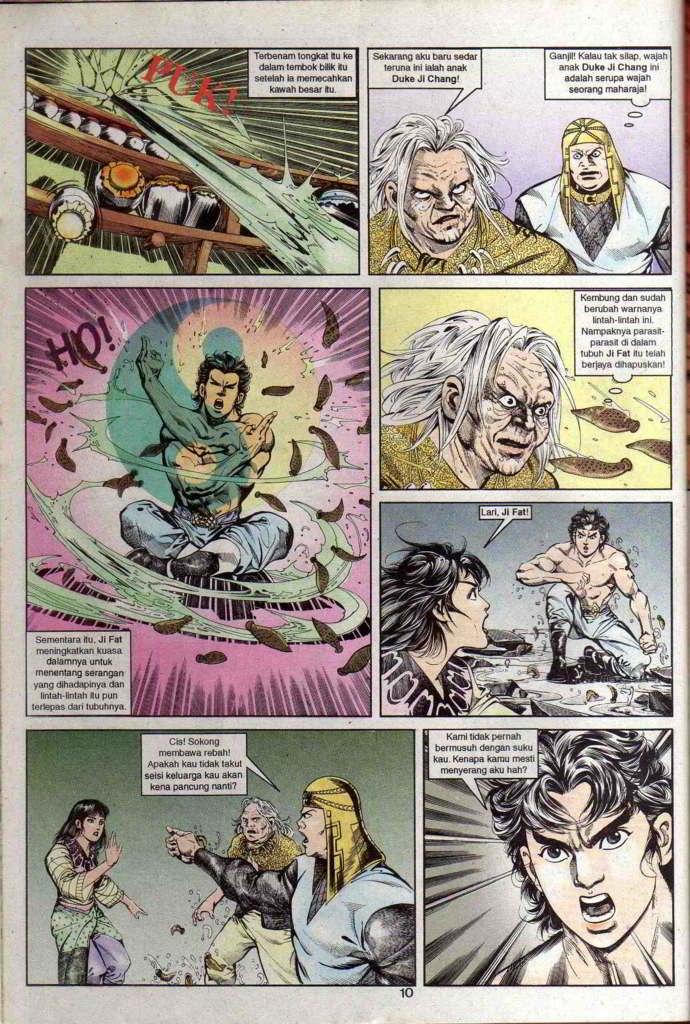 PUK!
Terbenam tongkat itu ke
dalam tembok bilik itu
setelah ia memecahkan
kawah besar itu.
Sekarang aku baru sedar
teruna ini ialah anak
Duke Ji Chang!
Ganjil! Kalau tak silap, wajah
anak Duke Ji Chang ini
adalah serupa wajah
seorang maharaja!
HO!
Sementara itu, Ji Fat
meningkatkan kuasa
dalamnya untuk
menentang serangan
yang dihadapinya dan
lintah-lintah itu pun
terlepas dari tubuhnya.
Kembung dan sudah
berubah warnanya
lintah-lintah ini.
Nampaknya parasit-
parasit di dalam
tubuh Ji Fat itu telah
berjaya dihapuskan!
Lari, Ji Fat!
Cis! Sokong
membawa rebah!
Apakah kau tidak takut
seisi keluarga kau akan
kena pancung nanti?
Kami tidak pernah
bermusuh dengan suku
kau. Kenapa kamu mesti
menyerang aku hah?
10